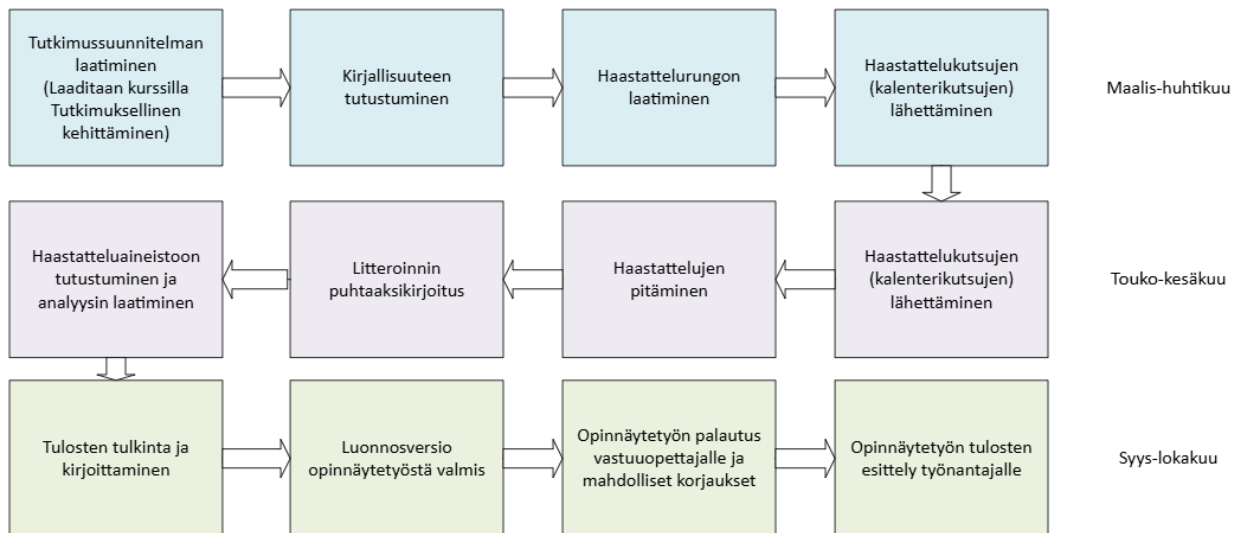 Tutkimussuunnitelman
laatiminen
(Laaditaan kurssilla
Tutkimuksellinen
kehittäminen)
Kirjallisuuteen
tutustuminen
Haastattelurungon
laatiminen
Haastattelukutsujen
(kalenterikutsujen)
lähettäminen
Maalis-huhtikuu
Haastatteluaineistoon
tutustuminen ja
analyysin laatiminen
Litteroinnin
puhtaaksikirjoitus
Haastattelujen
pitäminen
Haastattelukutsujen
(kalenterikutsujen)
lähettäminen
Touko-kesäkuu
Tulosten tulkinta ja
kirjoittaminen
Luonnosversio
opinnäytetyöstä valmis
Opinnäytetyön palautus
vastuuopettajalle ja
mahdolliset korjaukset
Opinnäytetyön tulosten
esittely työnantajalle
Syys-lokakuu